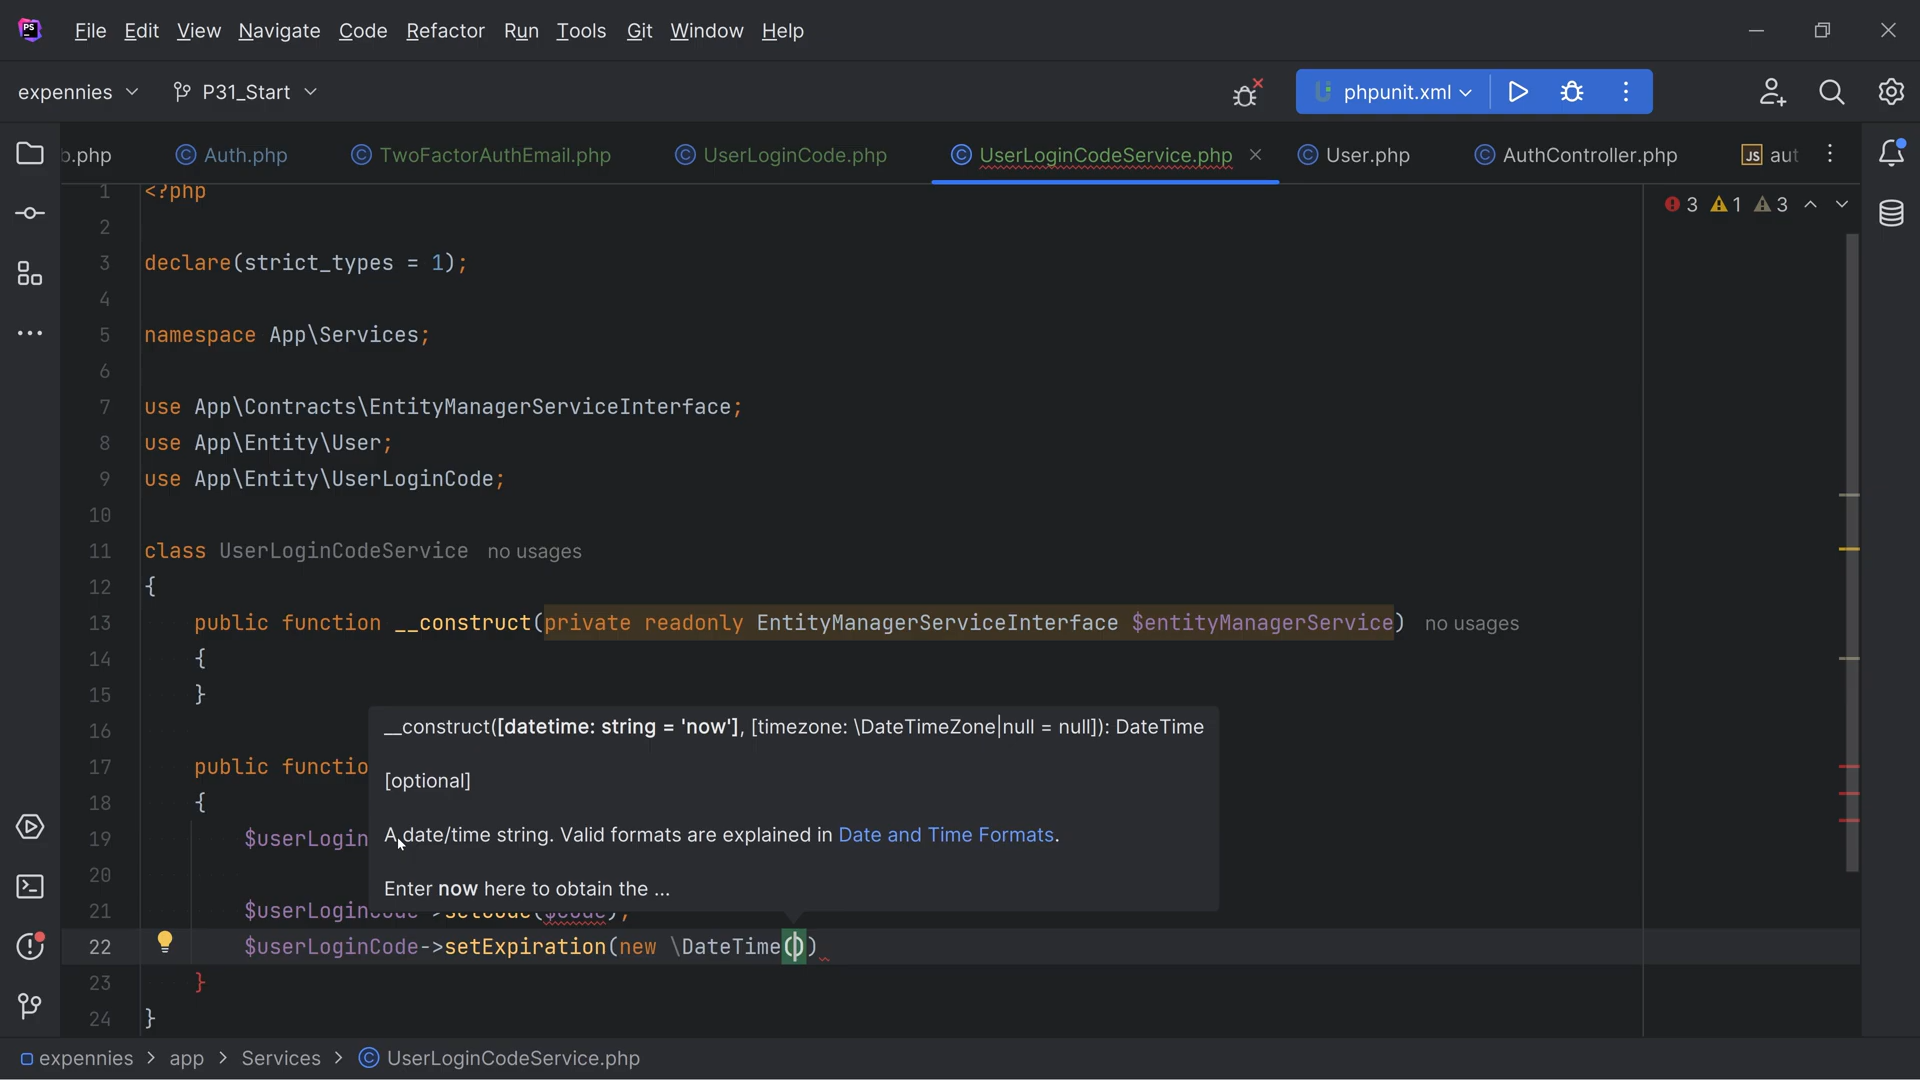 PS File Edit View Navigate Code Refactor Run Tools Git Window Help
expennies P31_Start phpunit.xml
b.php Auth.php TwoFactorAuthEmail.php UserLoginCode.php UserLoginCodeService.php User.php AuthController.php JS aut
1 <?php
3 1 3
2
3 declare(strict_types = 1);
4
5 namespace App\Services;
6
7 use App\Contracts\EntityManagerServiceInterface;
8 use App\Entity\User;
9 use App\Entity\UserLoginCode;
10
11 class UserLoginCodeService no usages
12 {
13 public function __construct(private readonly EntityManagerServiceInterface $entityManagerService) no usages
14 {
15 }
16
__construct([datetime: string = 'now'], [timezone: \DateTimeZone|null = null]): DateTime
17 public functio
[optional]
18 {
19 $userLogin
A date/time string. Valid formats are explained in Date and Time Formats.
20
Enter now here to obtain the ...
21 $userLoginCode->setCode($code);
22 $userLoginCode->setExpiration(new \DateTime())
23 }
24 }
expennies > app > Services > UserLoginCodeService.php